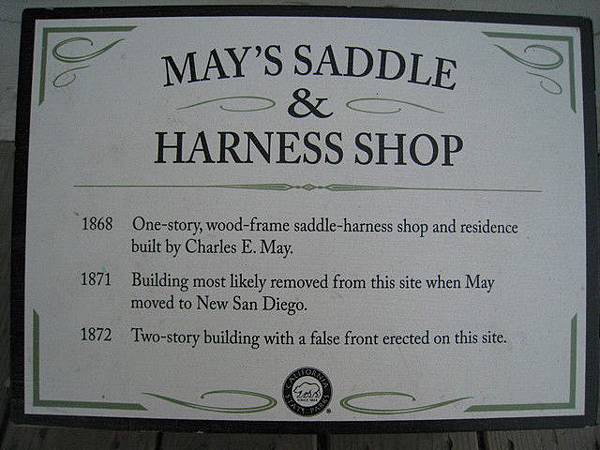 MAY'S SADDLE
&
HARNESS SHOP
1868 One-story, wood-frame saddle-harness shop and residence
built by Charles E. May.
1871 Building most likely removed from this site when May
moved to New San Diego.
1872 Two-story building with a false front erected on this site.
CALIFORNIA
STATE PARKS
SINCE 1864
®